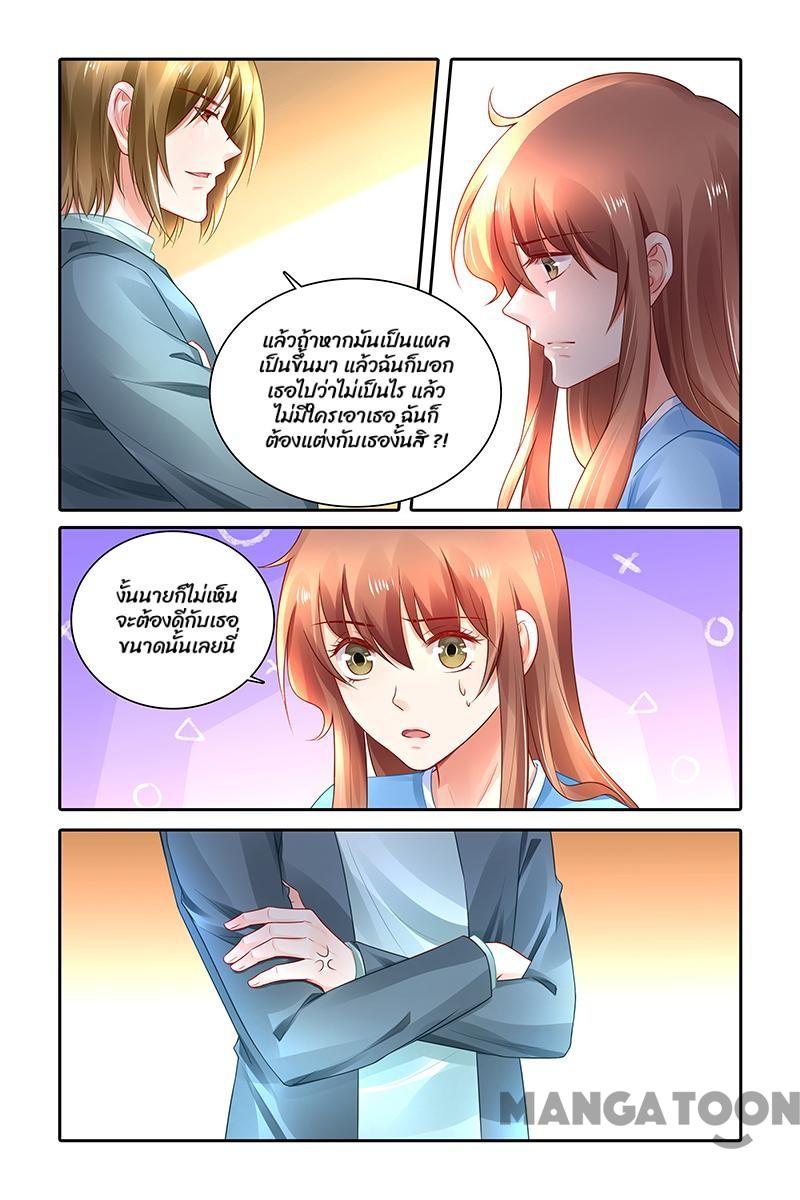 แล้วถ้าหากมันเป็นแผล
เป็นขึ้นมา แล้วฉันก็บอก
เธอไปว่าไม่เป็นไร แล้ว
ไม่มีใครเอาเธอ ฉันก็
ต้องแต่งกับเธองั้นสิ ?!
งั้นนายก็ไม่เห็น
จะต้องดีกับเธอ
ขนาดนั้นเลยนี่
MANGATOON